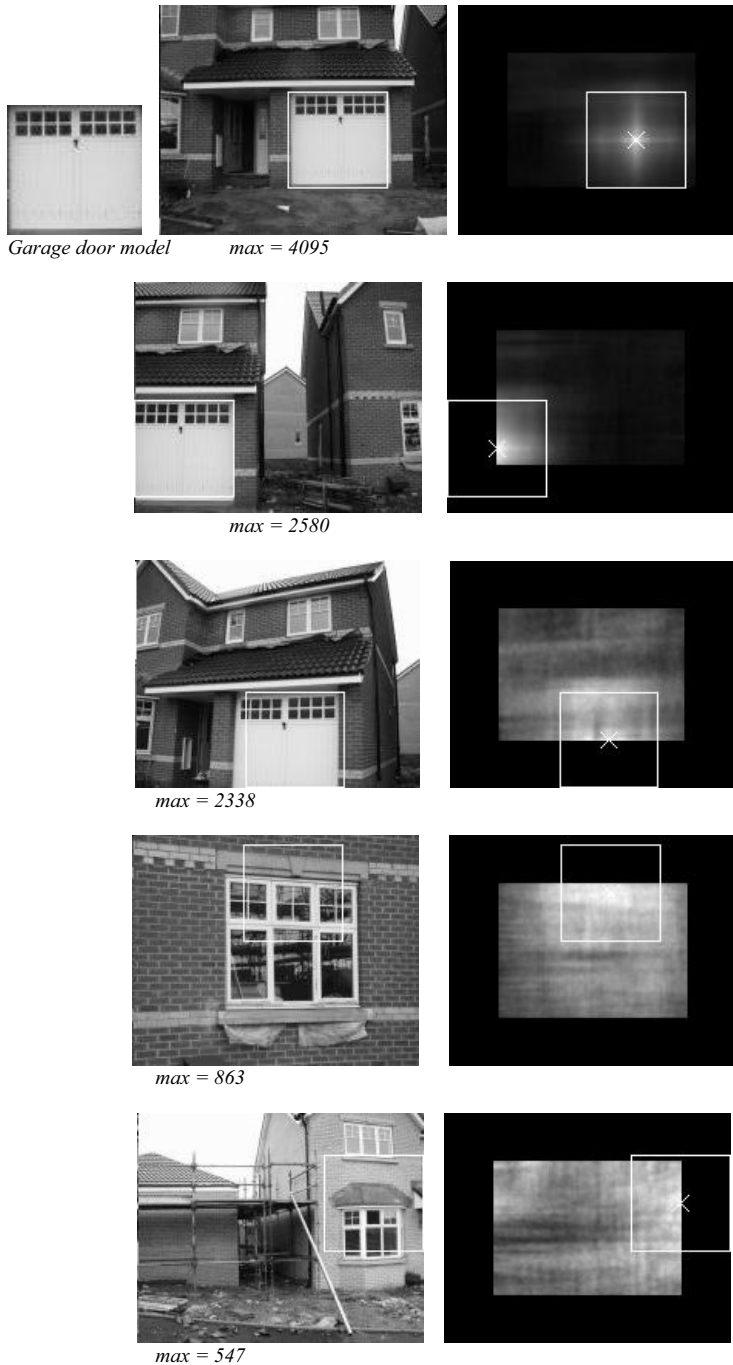 Garage door model
max = 4095
max = 2580
max = 2338
max = 863
max = 547